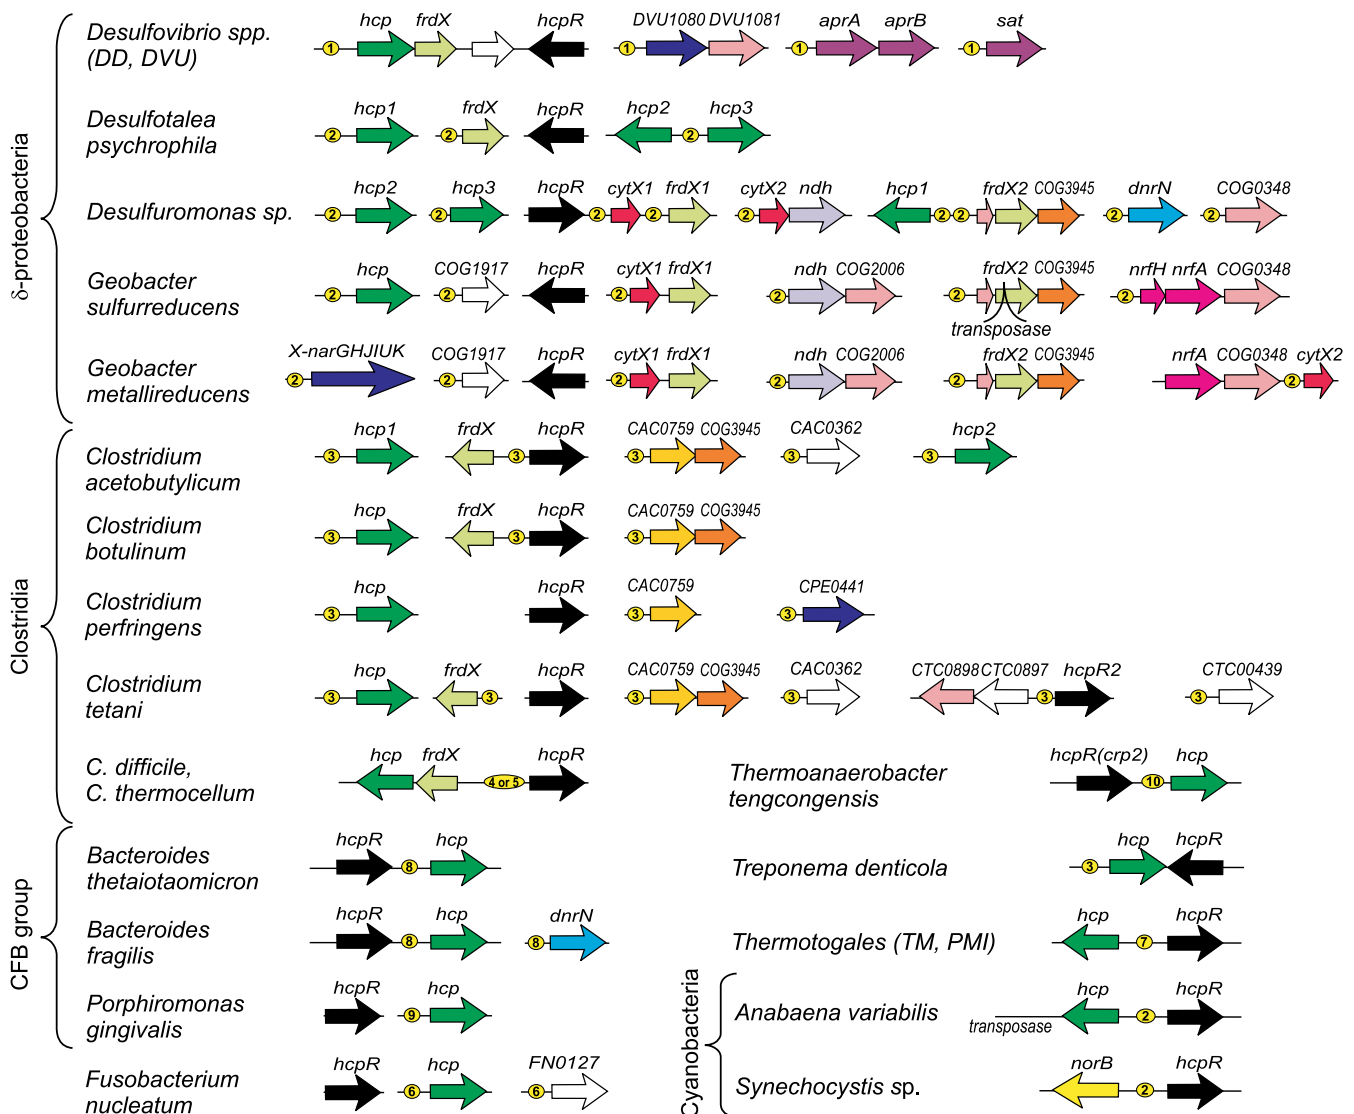 δ-proteobacteria
Desulfovibrio spp.
(DD, DVU)
hcp frdX hcpR DVU1080 DVU1081 aprA aprB sat
1 1 1 1
Desulfotalea
psychrophila
hcp1 frdX hcpR hcp2 hcp3
2 2 2
Desulfuromonas sp.
hcp2 hcp3 hcpR cytX1 frdX1 cytX2 ndh hcp1 frdX2 COG3945 dnrN COG0348
2 2 2 2 2 2 2 2 2
Geobacter
sulfurreducens
hcp COG1917 hcpR cytX1 frdX1 ndh COG2006 frdX2 COG3945 nrfH nrfA COG0348
2 2 2 2 2 2
transposase
Geobacter
metallireducens
X-narGHJIUK COG1917 hcpR cytX1 frdX1 ndh COG2006 frdX2 COG3945 nrfA COG0348 cytX2
2 2 2 2 2 2
Clostridia
Clostridium
acetobutylicum
hcp1 frdX hcpR CAC0759 COG3945 CAC0362 hcp2
3 3 3 3 3
Clostridium
botulinum
hcp frdX hcpR CAC0759 COG3945
3 3 3
Clostridium
perfringens
hcp hcpR CAC0759 CPE0441
3 3 3
Clostridium
tetani
hcp frdX hcpR CAC0759 COG3945 CAC0362 CTC0898 CTC0897 hcpR2 CTC00439
3 3 3 3 3 3
C. difficile,
C. thermocellum
hcp frdX hcpR
4 or 5
Thermoanaerobacter
tengcongensis
hcpR(crp2) hcp
10
CFB group
Bacteroides
thetaiotaomicron
hcpR hcp
8
Treponema denticola
hcp hcpR
3
Bacteroides
fragilis
hcpR hcp dnrN
8 8
Thermotogales (TM, PMI)
hcp hcpR
7
Porphiromonas
gingivalis
hcpR hcp
9
Cyanobacteria
Anabaena variabilis
hcp hcpR
transposase
2
Fusobacterium
nucleatum
hcpR hcp FN0127
6 6
Synechocystis sp.
norB hcpR
2